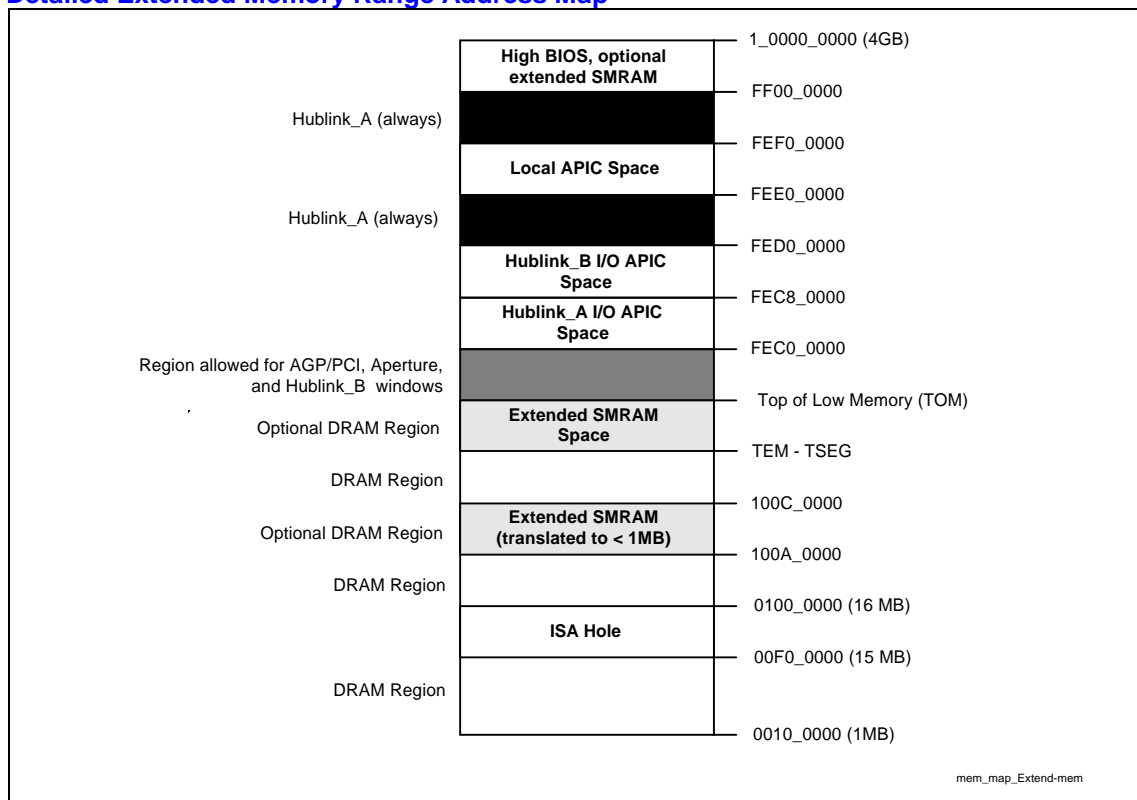 Detailed Extended Memory Range Address Map
1_0000_0000 (4GB)
High BIOS, optional
extended SMRAM
FF00_0000
Hublink_A (always)
FEF0_0000
Local APIC Space
FEE0_0000
Hublink_A (always)
FED0_0000
Hublink_B I/O APIC
Space
FEC8_0000
Hublink_A I/O APIC
Space
FEC0_0000
Region allowed for AGP/PCI, Aperture,
and Hublink_B windows
Top of Low Memory (TOM)
Extended SMRAM
Space
Optional DRAM Region
TEM - TSEG
DRAM Region
100C_0000
Extended SMRAM
(translated to < 1MB)
Optional DRAM Region
100A_0000
DRAM Region
0100_0000 (16 MB)
ISA Hole
00F0_0000 (15 MB)
DRAM Region
0010_0000 (1MB)
mem_map_Extend-mem